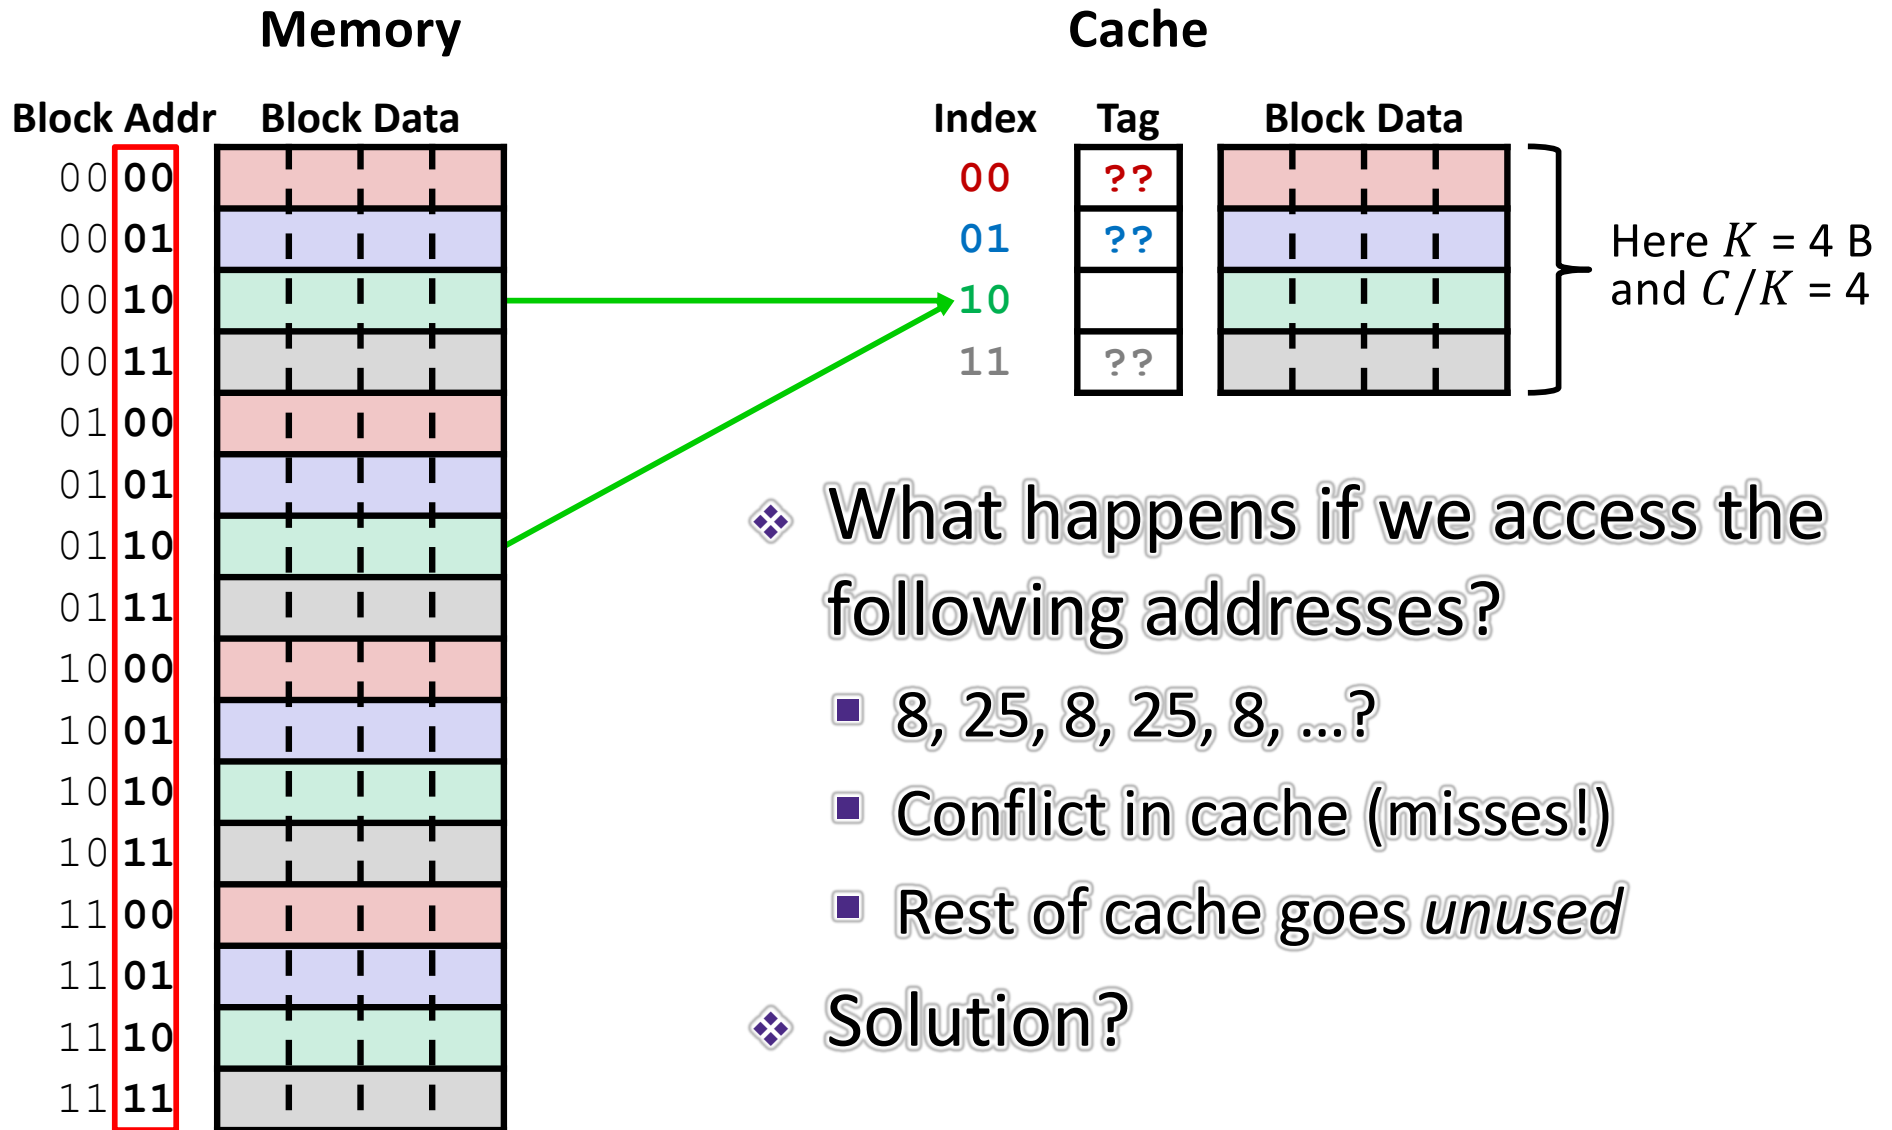 Memory
Cache
Block Addr Block Data
Index Tag Block Data
00 00
00 01
00 10
00 11
01 00
01 01
01 10
01 11
10 00
10 01
10 10
10 11
11 00
11 01
11 10
11 11
00 ??
01 ??
10
11 ??
Here K = 4 B
and C/K = 4
What happens if we access the
following addresses?
8, 25, 8, 25, 8, …?
Conflict in cache (misses!)
Rest of cache goes unused
Solution?